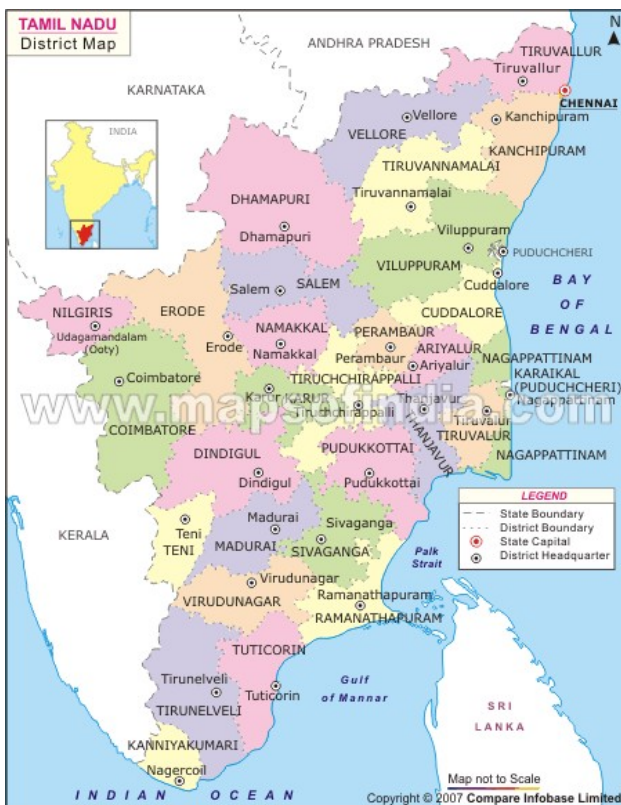 TAMIL NADU
District Map
N
ANDHRA PRADESH
TIRUVALLUR
Tiruvallur
KARNATAKA
CHENNAI
Vellore
VELLORE
Kanchipuram
KANCHIPURAM
INDIA
TIRUVANNAMALAI
Tiruvannamalai
DHAMAPURI
Dhamapuri
Viluppuram
VILUPPURAM
PUDUCHCHERI
Cuddalore
CUDDALORE
BAY
OF
BENGAL
Salem
SALEM
NILGIRIS
Udagamandalam
(Ooty)
ERODE
Erode
NAMAKKAL
Namakkal
PERAMBAUR
Perambaur
ARIYALUR
Ariyalur
NAGAPPATTINAM
KARAIKAL
(PUDUCHCHERI)
Nagappattinam
Coimbatore
COIMBATORE
TIRUCHCHIRAPPALLI
Karur
KARUR
Tiruchchirappalli
Thanjavur
THANJAVUR
Tiruvalur
TIRUVALUR
NAGAPPATTINAM
www.mapsofindia.com
DINDIGUL
Dindigul
PUDUKKOTTAI
Pudukkottai
KERALA
Teni
TENI
Madurai
MADURAI
Sivaganga
SIVAGANGA
Palk
Strait
LEGEND
State Boundary
District Boundary
State Capital
District Headquarter
Virudunagar
VIRUDUNAGAR
Ramanathapuram
RAMANATHAPURAM
TUTICORIN
Tuticorin
Tirunelveli
TIRUNELVELI
Gulf
of Mannar
SRI
LANKA
KANNIYAKUMARI
Nagercoil
INDIAN OCEAN
Map not to Scale
Copyright © 2007 Compare Infobase Limited